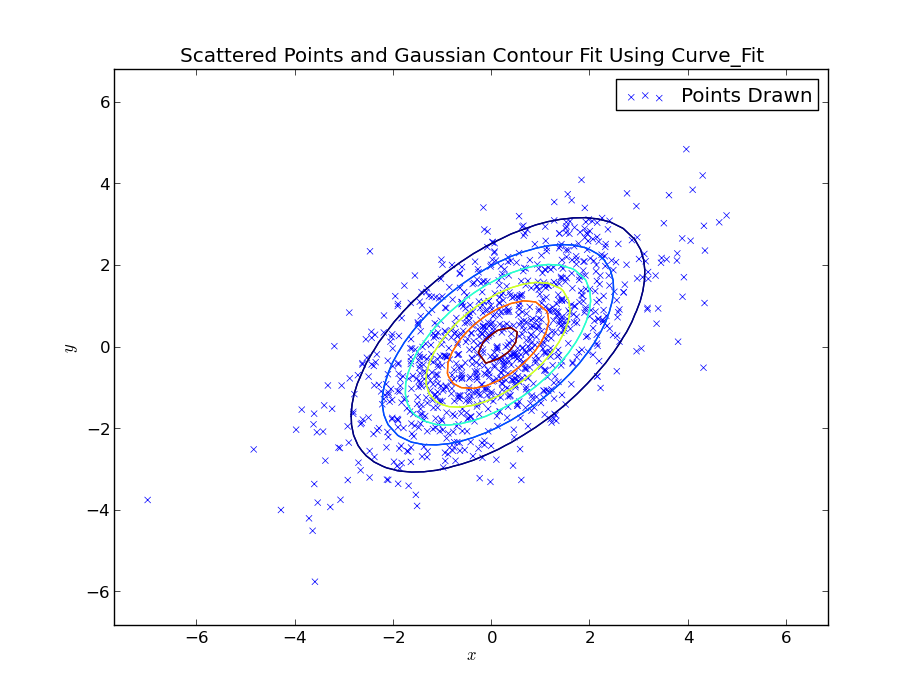 Scattered Points and Gaussian Contour Fit Using Curve_Fit
Points Drawn
6
4
2
0
−2
−4
−6
y
−6 −4 −2 0 2 4 6
x